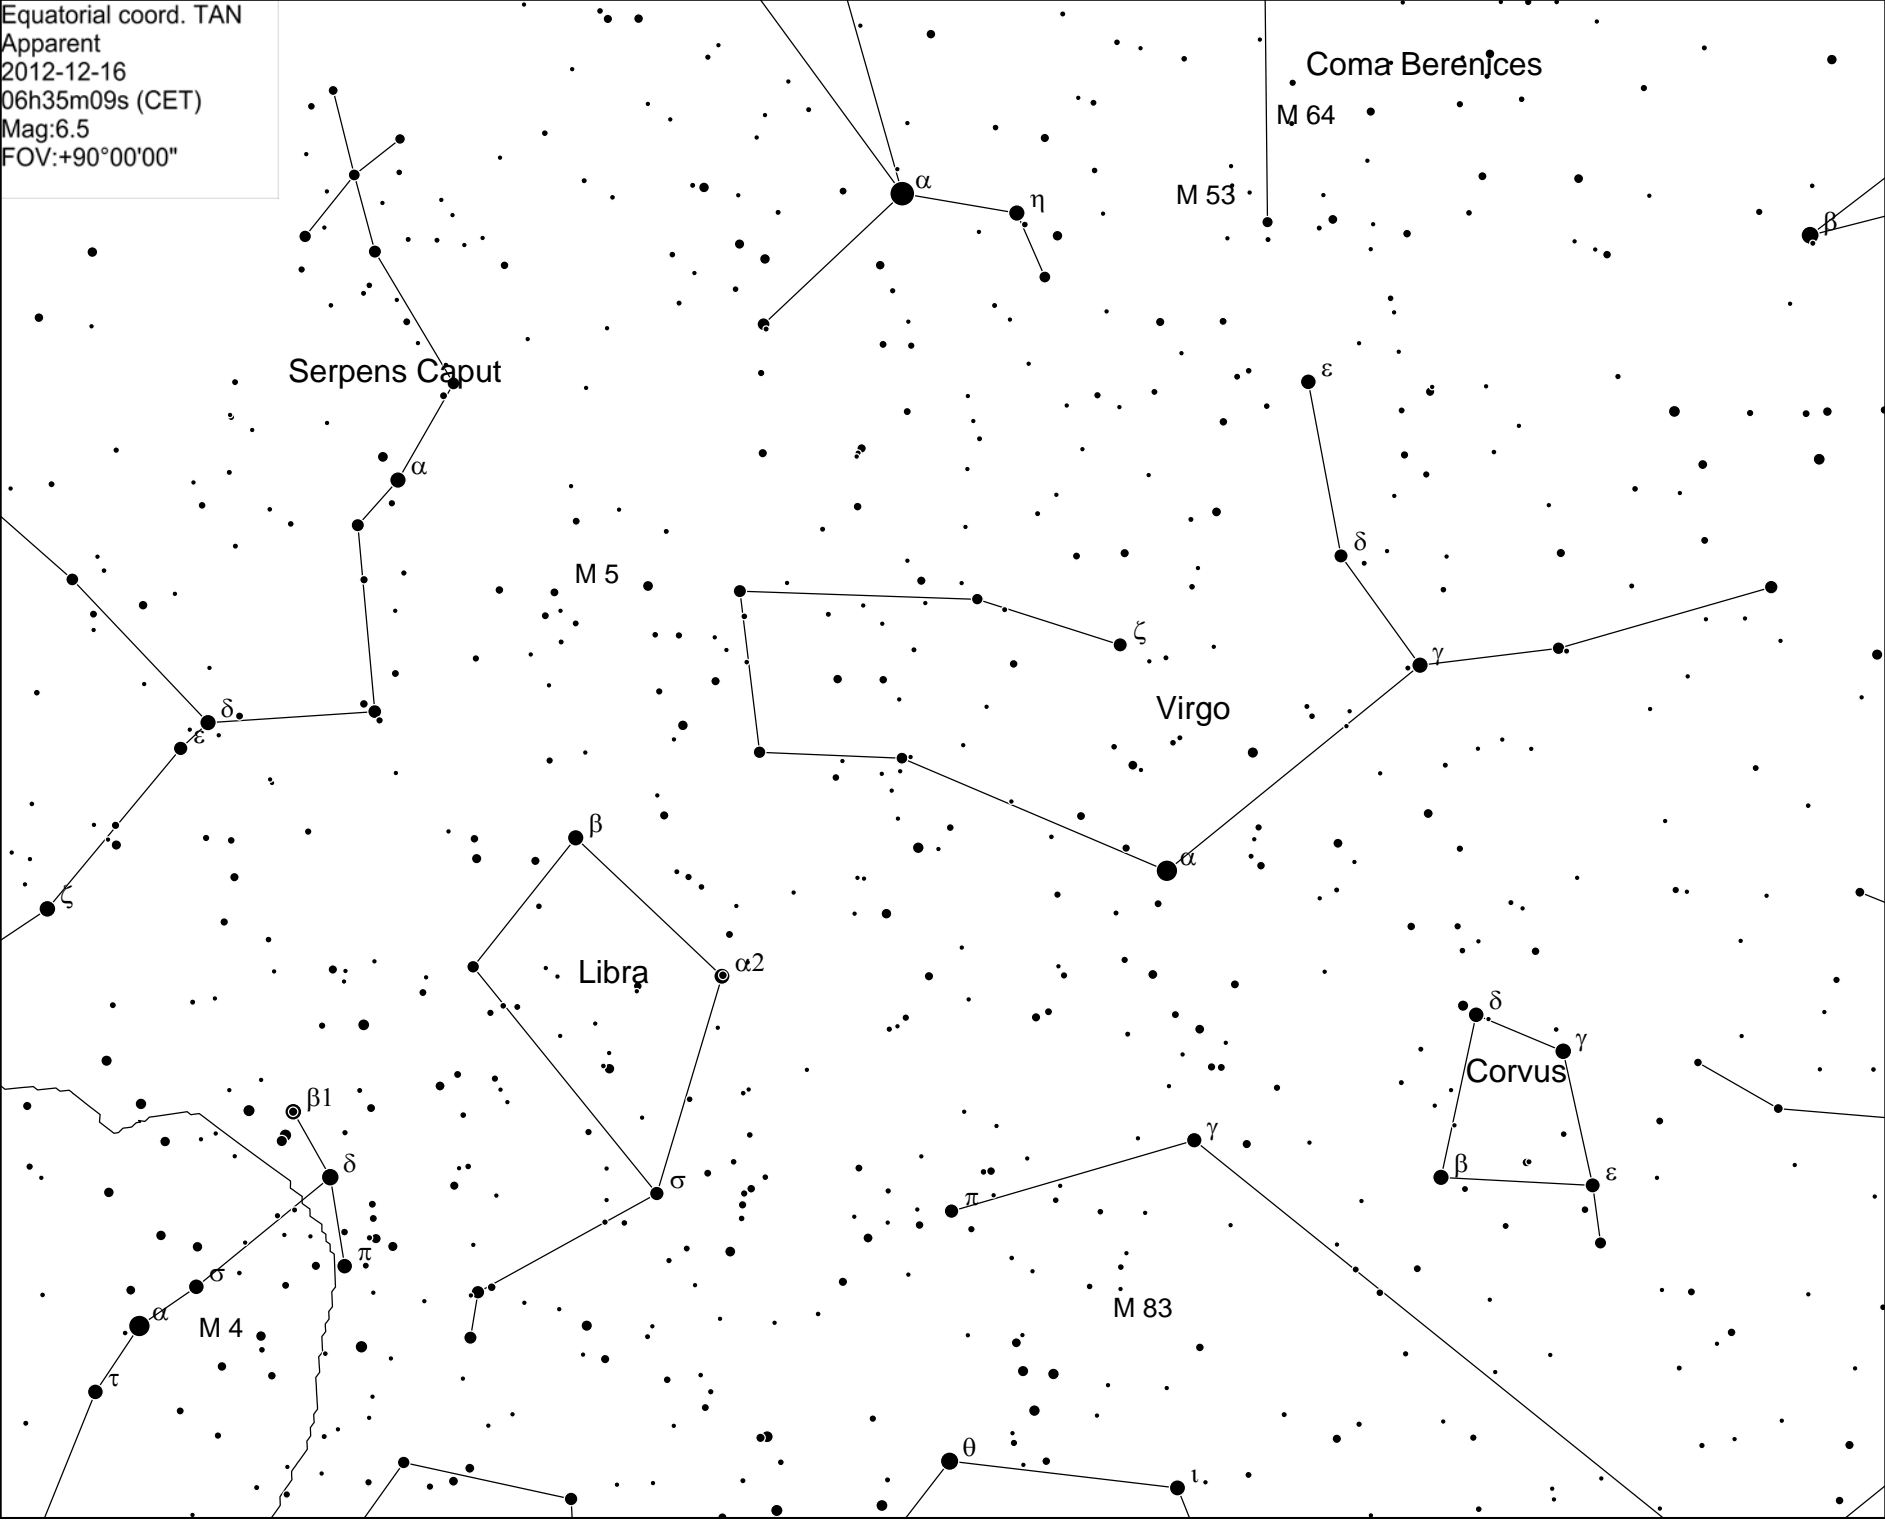 Equatorial coord. TAN
Apparent
2012-12-16
06h35m09s (CET)
Mag:6.5
FOV:+90°00'00"
Coma Berenices
M 64
α
M 53
η
β
Serpens Caput
ε
α
δ
M 5
ζ
γ
Virgo
δ
ε
β
α
ζ
Libra
α2
δ
γ
Corvus
β1
γ
δ
β
ε
σ
π
π
σ
α
M 4
M 83
τ
θ
ι